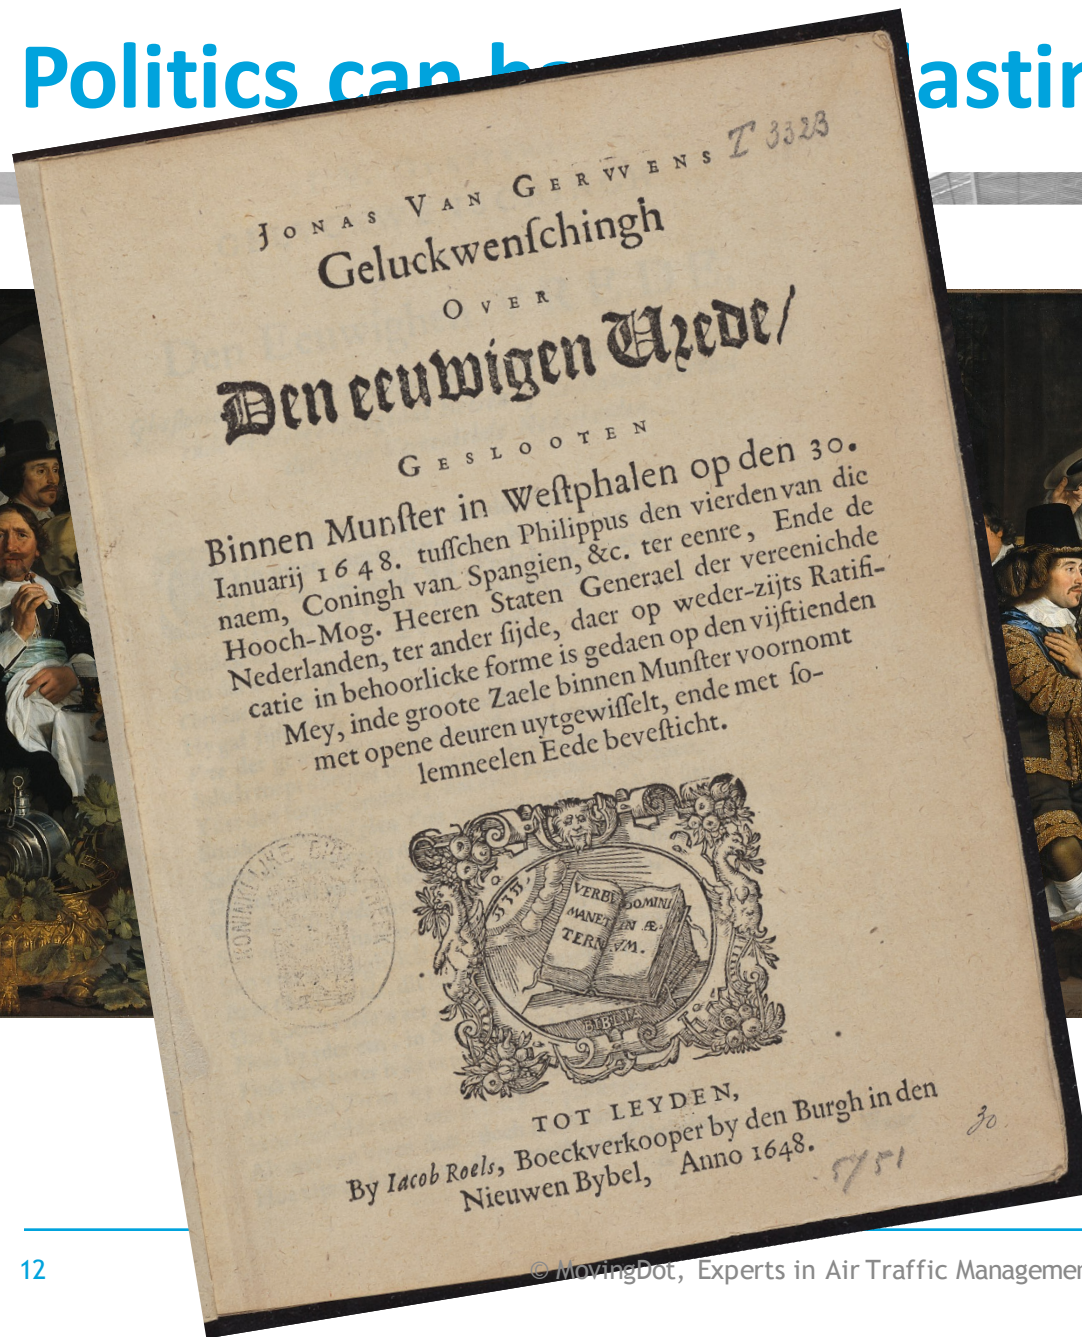 Politics can
T 3323
JONAS VAN GERWENS
Geluckwenſchingh
OVER
Den eeuwigen Vrede/
GESLOOTEN
Binnen Munſter in Weſtphalen op den 30.
Ianuarij 1648. tuſſchen Philippus den vierden van die
naem, Coningh van Spangien, &c. ter eenre, Ende de
Hooch-Mog. Heeren Staten Generael der vereenichde
Nederlanden, ter ander ſijde, daer op weder-zijts Ratifi-
catie in behoorlicke forme is gedaen op den vijftienden
Mey, inde groote Zaele binnen Munſter voornomt
met opene deuren uytgewiſſelt, ende met ſo-
lemneelen Eede beveſticht.
VERBU DOMINI
MANET IN Æ-
TERN VM.
BIBLIA
TOT LEYDEN,
By Iacob Roels, Boeckverkooper by den Burgh in den
Nieuwen Bybel, Anno 1648.
30.
12
© MovingDot, Experts in Air Traffic Managemen